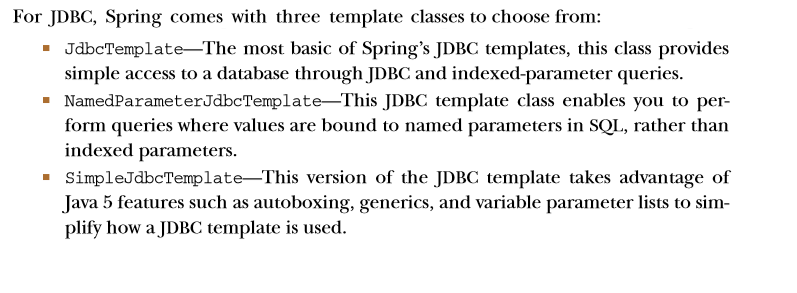 For JDBC, Spring comes with three template classes to choose from:
■ JdbcTemplate—The most basic of Spring’s JDBC templates, this class provides
simple access to a database through JDBC and indexed-parameter queries.
■ NamedParameterJdbcTemplate—This JDBC template class enables you to per-
form queries where values are bound to named parameters in SQL, rather than
indexed parameters.
■ SimpleJdbcTemplate—This version of the JDBC template takes advantage of
Java 5 features such as autoboxing, generics, and variable parameter lists to sim-
plify how a JDBC template is used.